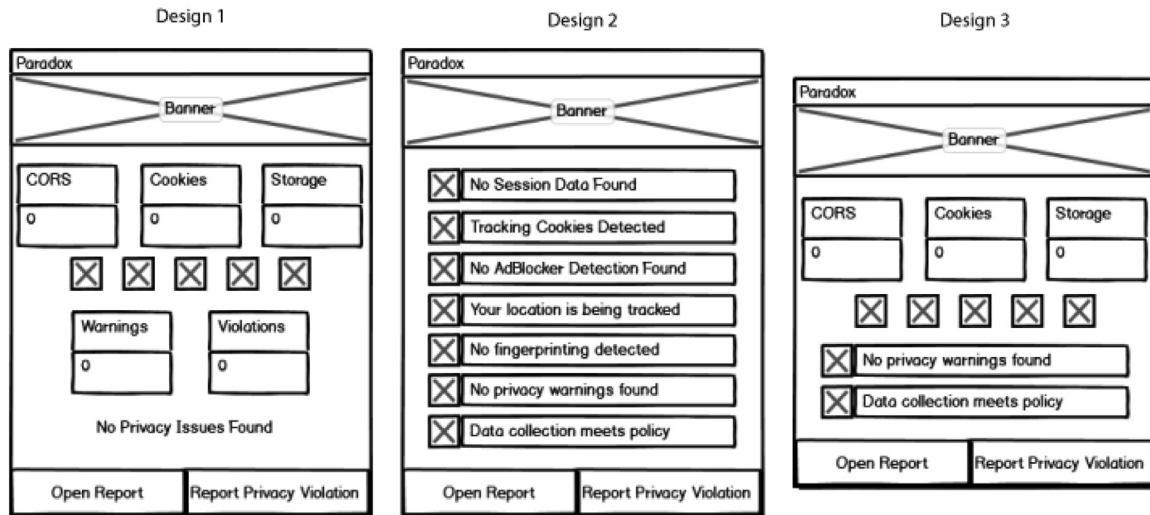 Design 1
Paradox
Banner
CORS Cookies Storage
0 0 0
Warnings Violations
0 0
No Privacy Issues Found
Open Report Report Privacy Violation
Design 2
Paradox
Banner
No Session Data Found
Tracking Cookies Detected
No AdBlocker Detection Found
Your location is being tracked
No fingerprinting detected
No privacy warnings found
Data collection meets policy
Open Report Report Privacy Violation
Design 3
Paradox
Banner
CORS Cookies Storage
0 0 0
No privacy warnings found
Data collection meets policy
Open Report Report Privacy Violation